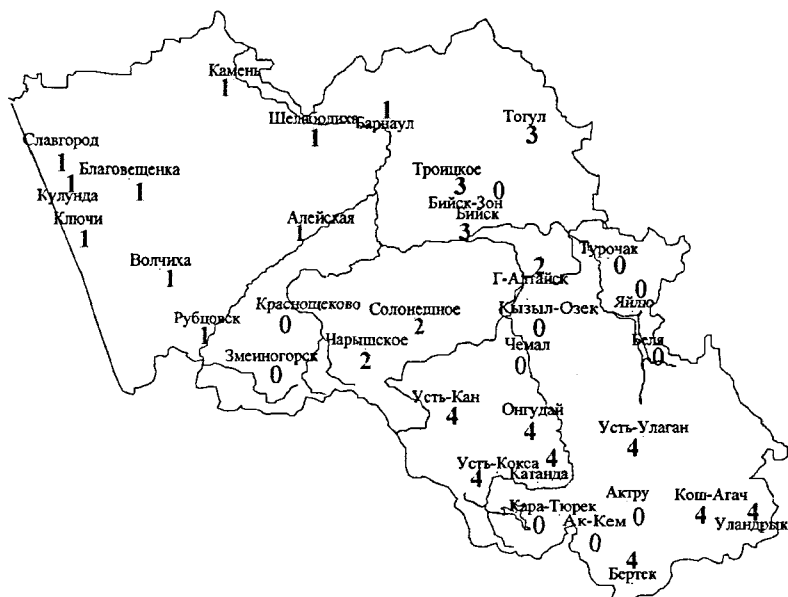 Камень
1
Шелаболиха
1
1
Барнаул
Тогул
3
Славгород
1
Благовещенка
1
1
Кулунда
Ключи
1
Троицкое
3
0
Бийск-Зон
Бийск
3
Алейская
1
Волчиха
1
Турочак
0
2
Г-Алтайск
0
Яйлю
Краснощеково
0
Солонешное
2
Кызыл-Озек
0
Рубцовск
1
Чарышское
2
Чемал
0
Беля
0
Змеиногорск
0
Усть-Кан
4
Онгудай
4
Усть-Улаган
4
Усть-Кокса
4
4
Катанда
Кара-Тюрек
0
Ак-Кем
0
Актру
0
Кош-Агач
4
4
Уландрык
4
Бертек